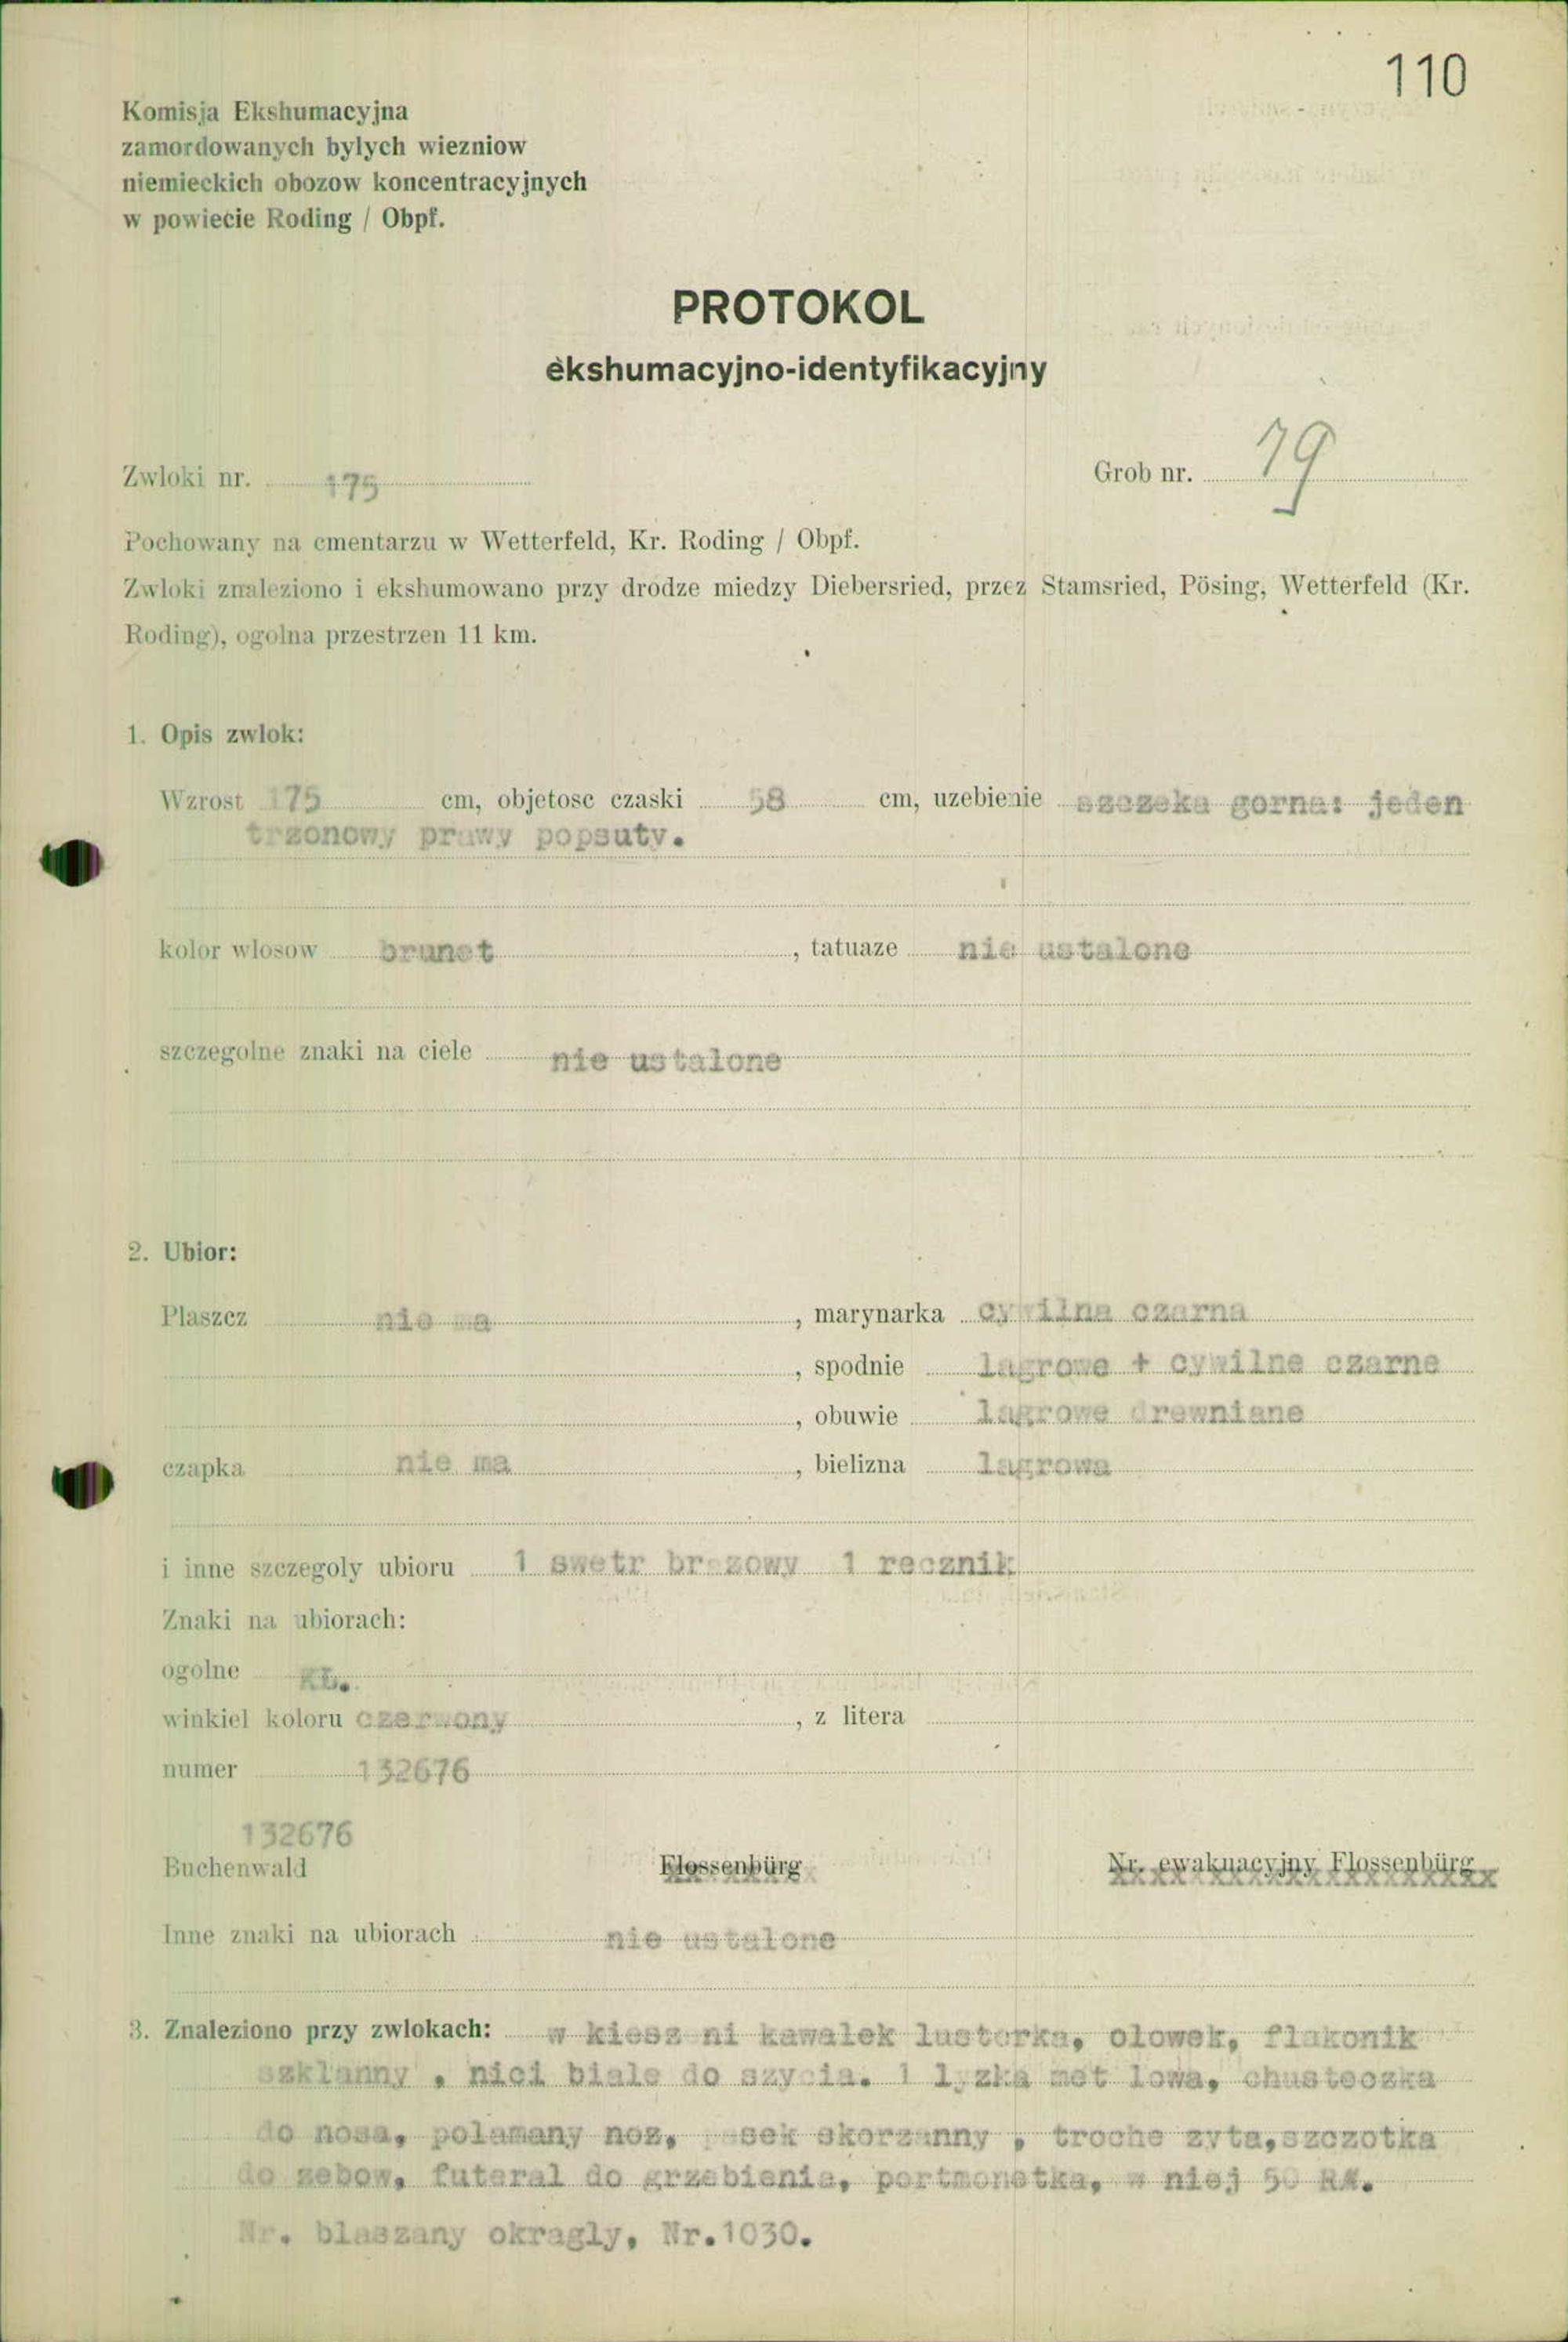 110
Komisja Ekshumacyjna
zamordowanych bylych wiezniow
niemieckich obozow koncentracyjnych
w powiecie Roding / Obpf.
PROTOKOL
ekshumacyjno-identyfikacyjny
Zwloki nr. 175 Grob nr. 79
Pochowany na cmentarzu w Wetterfeld, Kr. Roding / Obpf.
Zwloki znaleziono i ekshumowano przy drodze miedzy Diebersried, przez Stamsried, Pösing, Wetterfeld (Kr.
Roding), ogolna przestrzen 11 km.
1. Opis zwlok:
Wzrost 175 cm, objetosc czaski 58 cm, uzebienie szczeka gorna: jeden
trzonowy prawy popsuty.
kolor wlosow brunet, tatuaze nie ustalone
szczegolne znaki na ciele nie ustalone
2. Ubior:
Plaszcz nie ma, marynarka cywilna czarna
, spodnie lagrowe + cywilne czarne
, obuwie lagrowe drewniane
czapka nie ma, bielizna lagrowa
i inne szczegoly ubioru 1 swetr brazowy 1 recznik
Znaki na ubiorach:
ogolne KL.
winkiel koloru czerwony, z litera
numer 132676
132676
Buchenwald Flossenbürg Nr. ewakuacyjny Flossenbürg
Inne znaki na ubiorach nie ustalone
3. Znaleziono przy zwlokach: w kiesz ni kawalek lusterka, olowek, flakonik
szklanny , nici biale do szycia. 1 lyzka metalowa, chusteczka
do nosa, polamany noz, pasek skorzanny , troche zyta,szczotka
do zebow, futeral do grzebienia, portmonetka, w niej 50 RM.
Nr. blaszany okragly, Nr.1030.